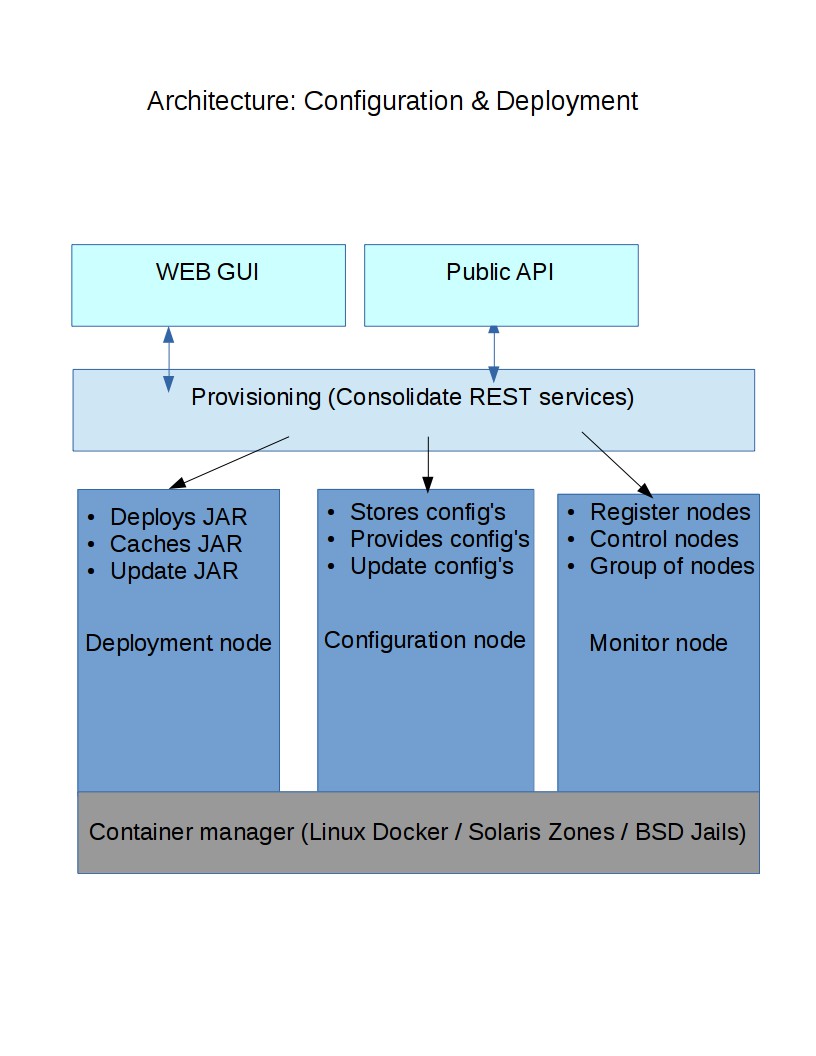 Architecture: Configuration & Deployment
WEB GUI
Public API
Provisioning (Consolidate REST services)
• Deploys JAR
• Caches JAR
• Update JAR
Deployment node
• Stores config's
• Provides config's
• Update config's
Configuration node
• Register nodes
• Control nodes
• Group of nodes
Monitor node
Container manager (Linux Docker / Solaris Zones / BSD Jails)